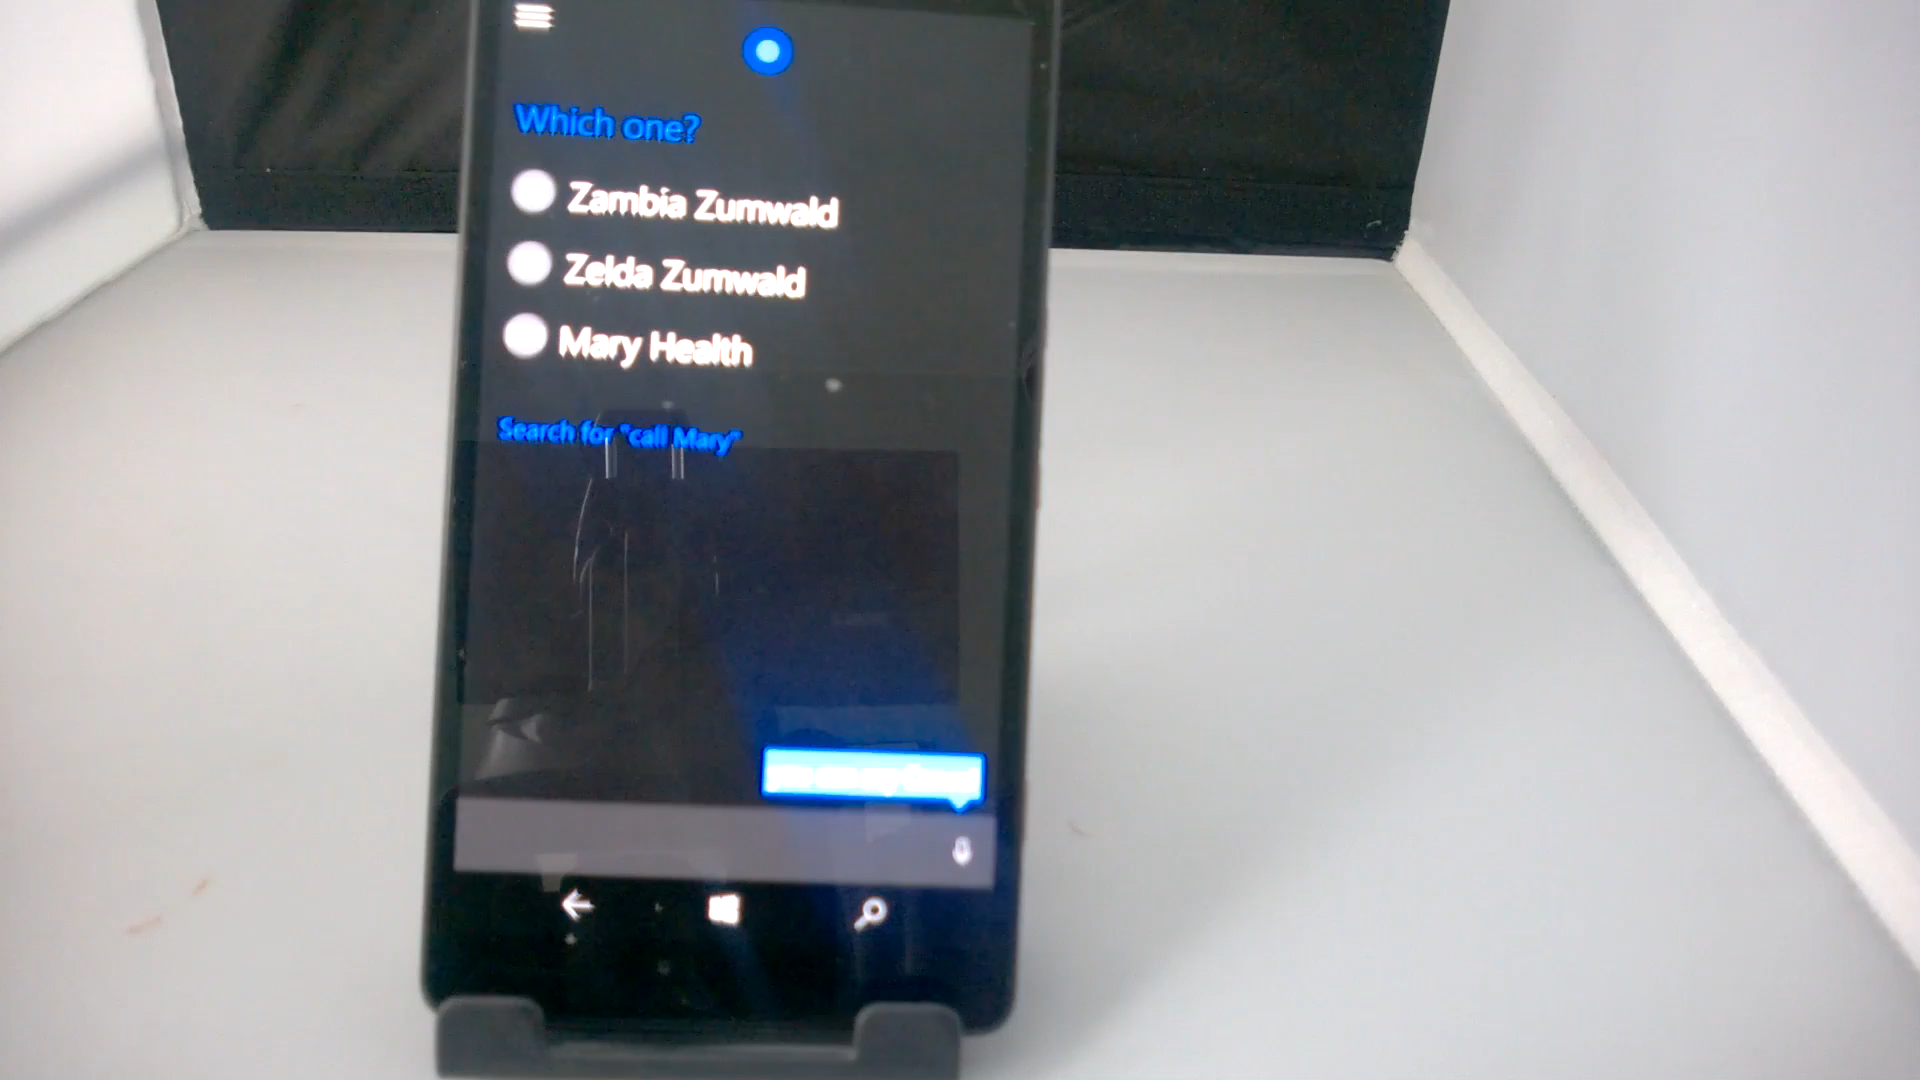 Which one?
Zambia Zumwald
Zelda Zumwald
Mary Health
Search for "call Mary"